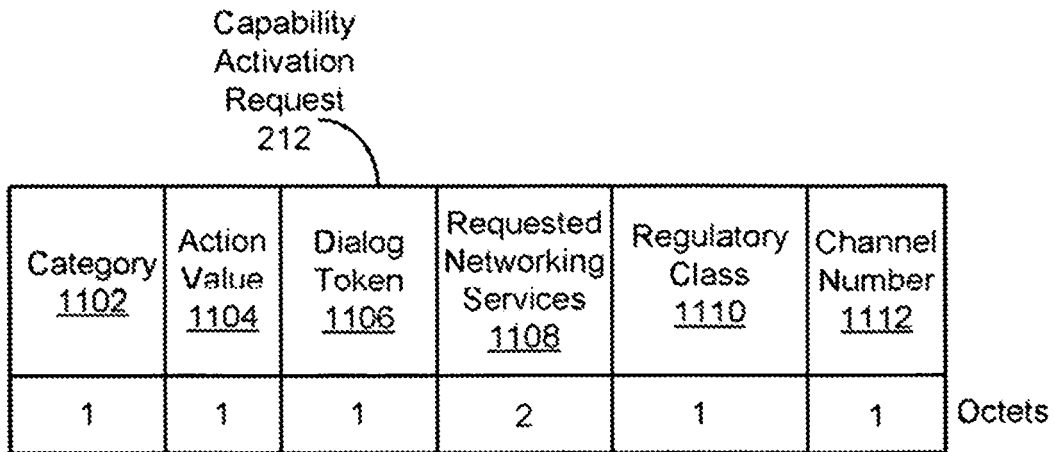 Capability
Activation
Request
212
Category
1102
Action
Value
1104
Dialog
Token
1106
Requested
Networking
Services
1108
Regulatory
Class
1110
Channel
Number
1112
1 1 1 2 1 1 Octets